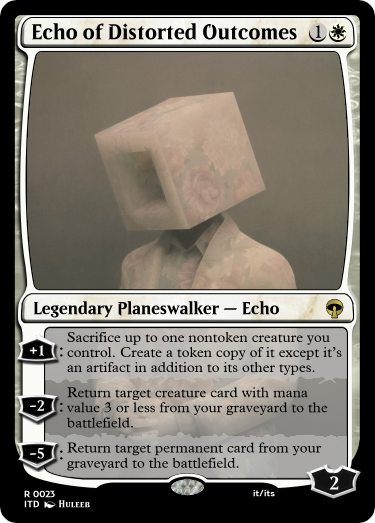 Echo of Distorted Outcomes 1
Legendary Planeswalker — Echo
+1: Sacrifice up to one nontoken creature you
control. Create a token copy of it except it's
an artifact in addition to its other types.
-2: Return target creature card with mana
value 3 or less from your graveyard to the
battlefield.
-5: Return target permanent card from your
graveyard to the battlefield.
2
R 0023
ITD HULEEB
it/its